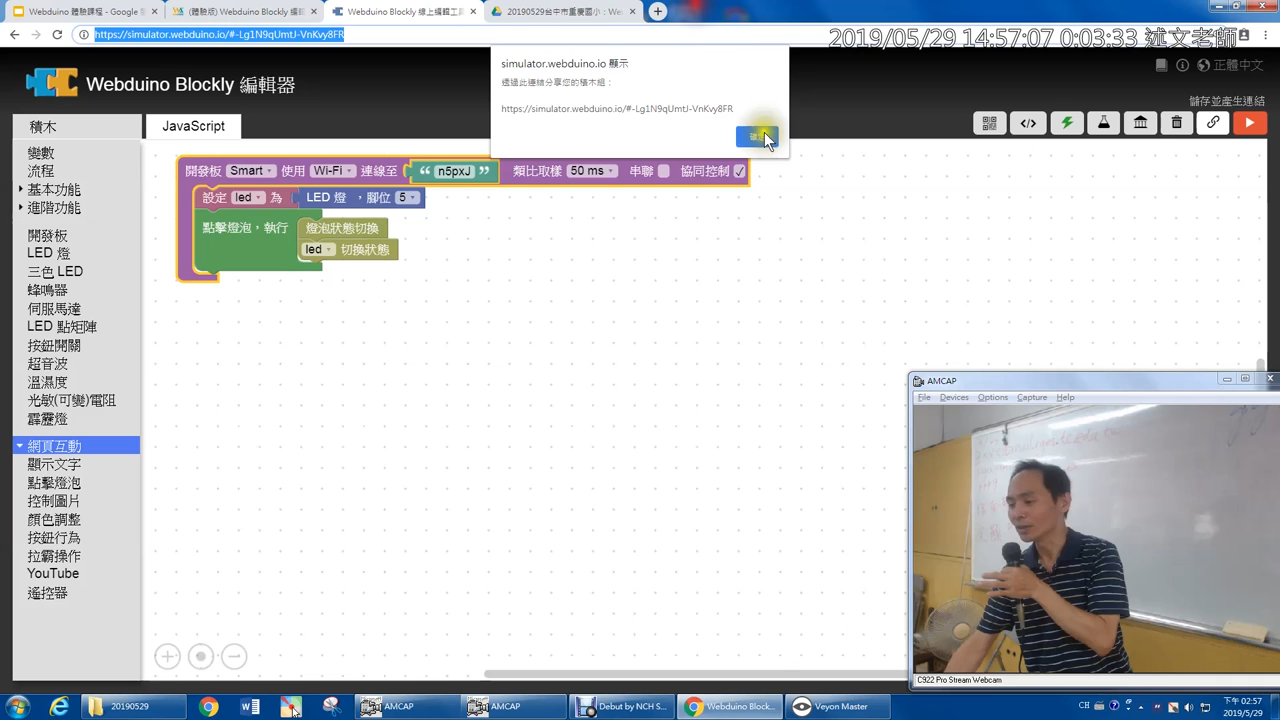 Webduino 體驗課程 - Google S
(體驗版) Webduino Blockly 編輯
Webduino Blockly 線上編輯工具
20190529台中市重慶國小：We
https://simulator.webduino.io/#-Lg1N9qUmtJ-VnKvy8FR
2019/05/29 14:57:07 0:03:33 述文老師
simulator.webduino.io 顯示
透過此連結分享您的積木組：
https://simulator.webduino.io/#-Lg1N9qUmtJ-VnKvy8FR
Webduino Blockly 編輯器
正體中文
儲存並產生連結
積木
JavaScript
變數
流程
基本功能
進階功能
開發板
LED 燈
三色 LED
蜂鳴器
伺服馬達
LED 點矩陣
按鈕開關
超音波
溫濕度
光敏(可變)電阻
霹靂燈
網頁互動
顯示文字
點擊燈泡
控制圖片
顏色調整
按鈕行為
拉霸操作
YouTube
遙控器
開發板 Smart 使用 Wi-Fi 連線至 “ n5pxJ ” 類比取樣 50 ms 串聯 協同控制
設定 led 為 LED 燈 ，腳位 5
點擊燈泡，執行 燈泡狀態切換
led 切換狀態
AMCAP
File Devices Options Capture Help
C922 Pro Stream Webcam
20190529
AMCAP
AMCAP
Debut by NCH S...
Webduino Block...
Veyon Master
CH
下午 02:57
2019/5/29